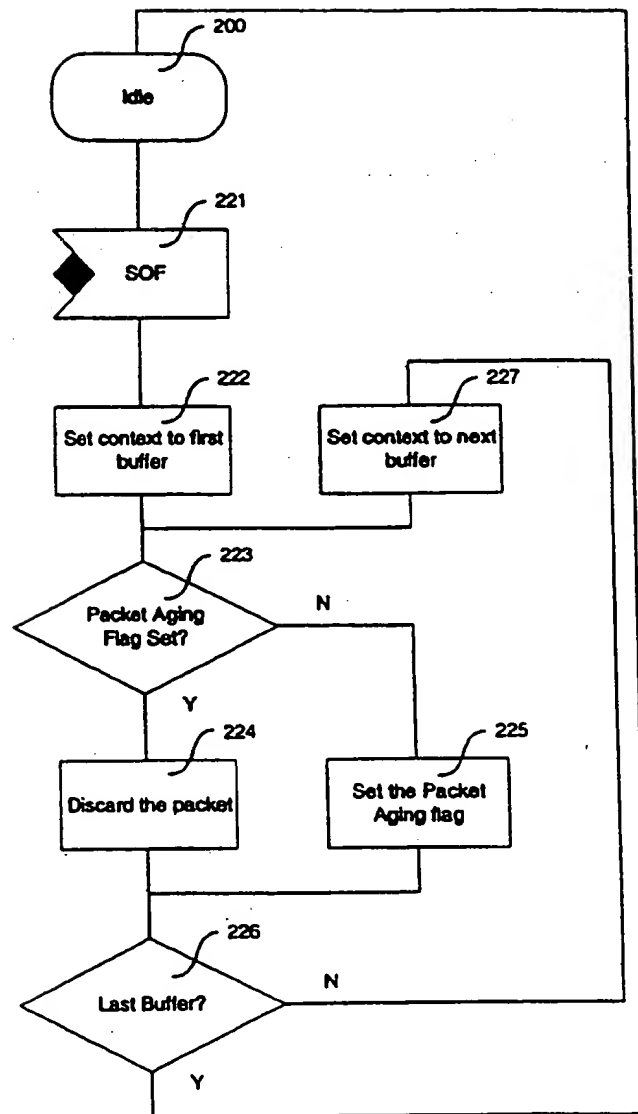 200
Idle
221
SOF
222
Set context to first
buffer
227
Set context to next
buffer
223
Packet Aging
Flag Set?
N
Y
224
Discard the packet
225
Set the Packet
Aging flag
226
Last Buffer?
N
Y